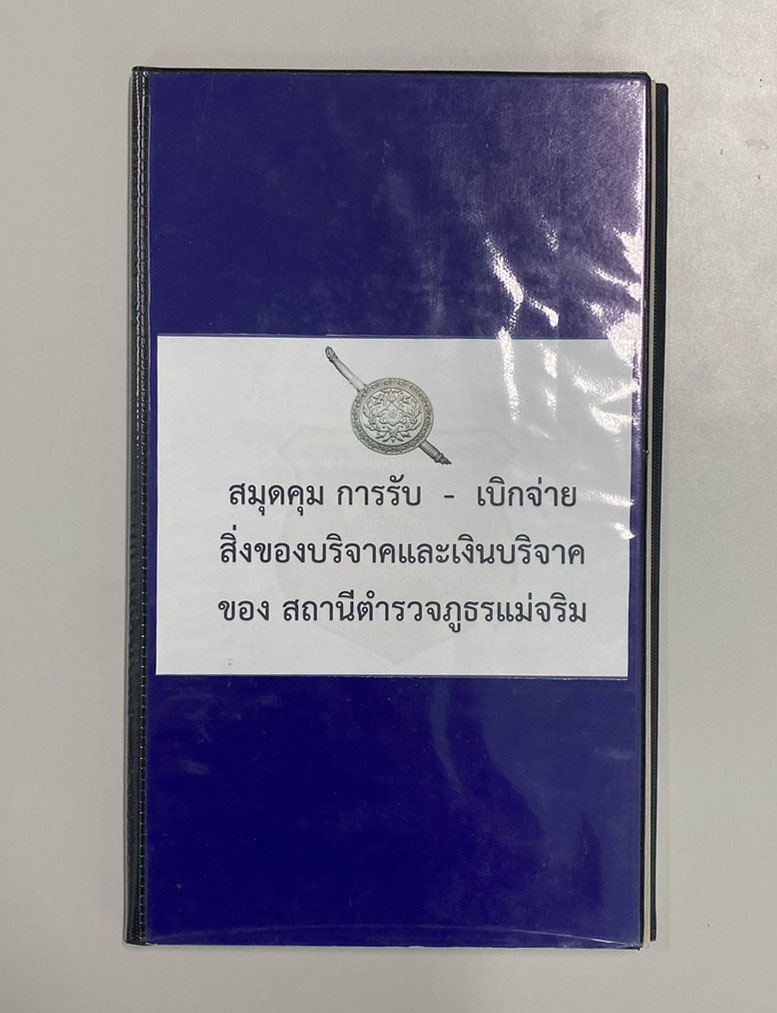 สมุดคุม การรับ - เบิกจ่าย
สิ่งของบริจาคและเงินบริจาค
ของ สถานีตำรวจภูธรแม่จริม